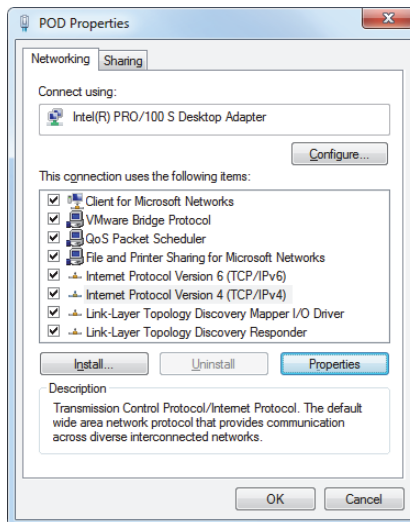 POD Properties
Networking Sharing
Connect using:
Intel(R) PRO/100 S Desktop Adapter
Configure...
This connection uses the following items:
Client for Microsoft Networks
VMware Bridge Protocol
QoS Packet Scheduler
File and Printer Sharing for Microsoft Networks
Internet Protocol Version 6 (TCP/IPv6)
Internet Protocol Version 4 (TCP/IPv4)
Link-Layer Topology Discovery Mapper I/O Driver
Link-Layer Topology Discovery Responder
Install... Uninstall Properties
Description
Transmission Control Protocol/Internet Protocol. The default
wide area network protocol that provides communication
across diverse interconnected networks.
OK Cancel